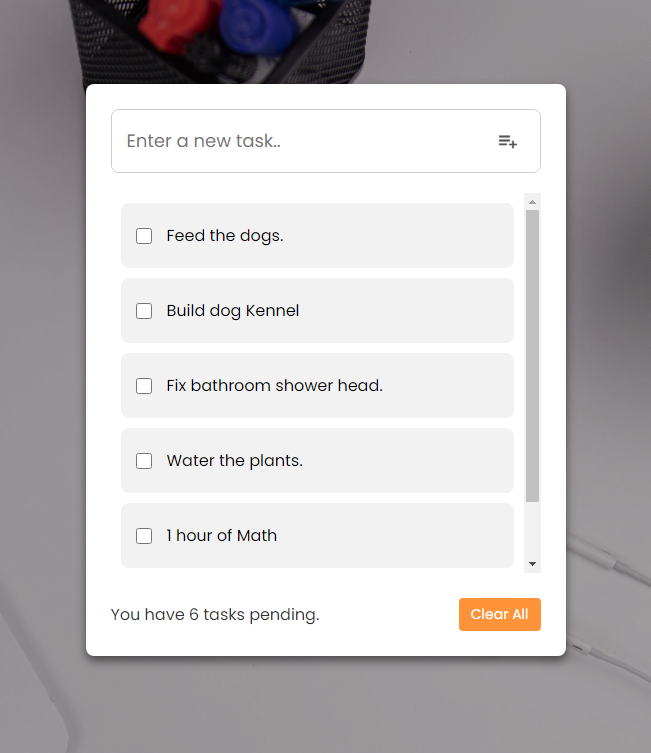 Enter a new task..
Feed the dogs.
Build dog Kennel
Fix bathroom shower head.
Water the plants.
1 hour of Math
You have 6 tasks pending.
Clear All